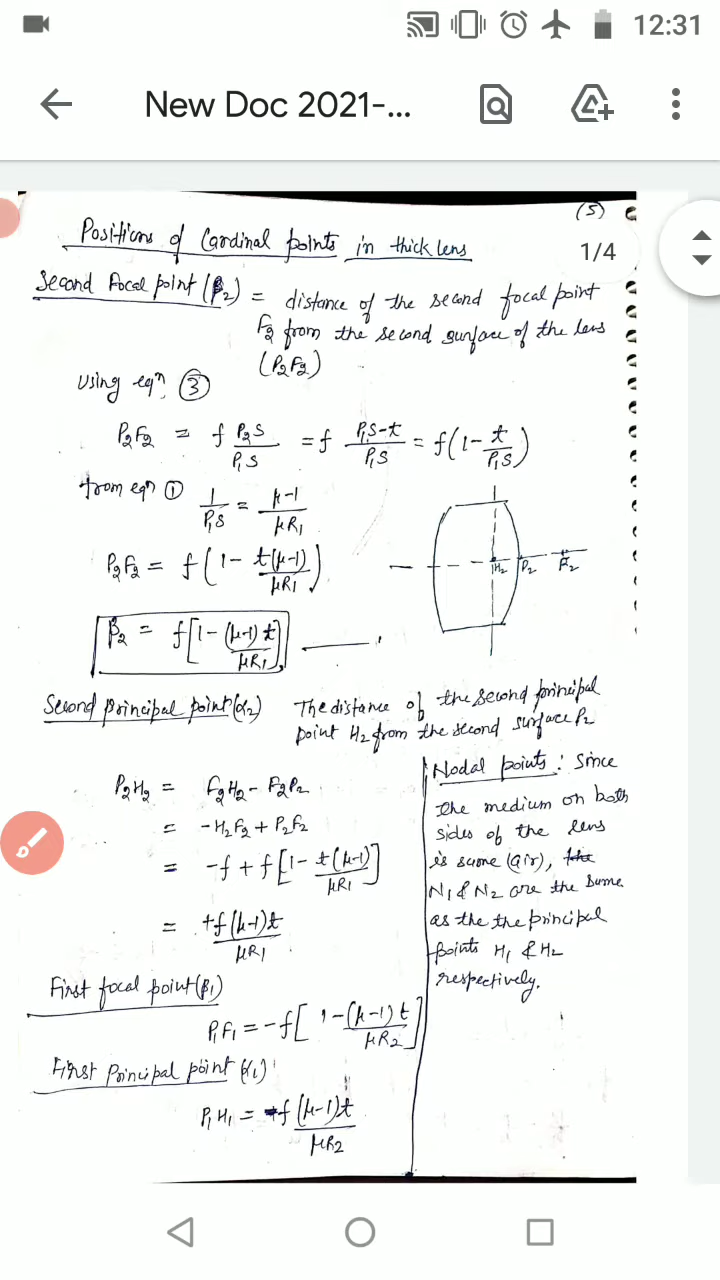 12:31
New Doc 2021-...
(5)
1/4
Positions of Cardinal points in thick lens
Second Focal point (β₂) = distance of the second focal point
F₂ from the second surface of the lens
(P₂F₂)
Using eqⁿ. ③
P₂F₂ = f P₂S/P₁S = f P₁S-t/P₁S = f(1- t/P₁S)
from eqⁿ ①
1/P₁S = μ-1/μR₁
P₂F₂ = f(1- t(μ-1)/μR₁)
β₂ = f[1-(μ-1)t/μR₁]
H₂ P₂ F₂
Second principal point (α₂) The distance of the second principal
point H₂ from the second surface P₂
P₂H₂ = F₂H₂ - F₂P₂
= -H₂F₂ + P₂F₂
= -f + f[1- t(μ-1)/μR₁]
= +f(μ-1)t/μR₁
First focal point (β₁)
P₁F₁ = -f[1-(μ-1)t/μR₂]
First Principal point (α₁)
P₁H₁ = +f(μ-1)t/μR₂
Nodal points: Since
the medium on both
sides of the lens
is same (air),
N₁ & N₂ are the same
as the the principal
points H₁ & H₂
respectively.